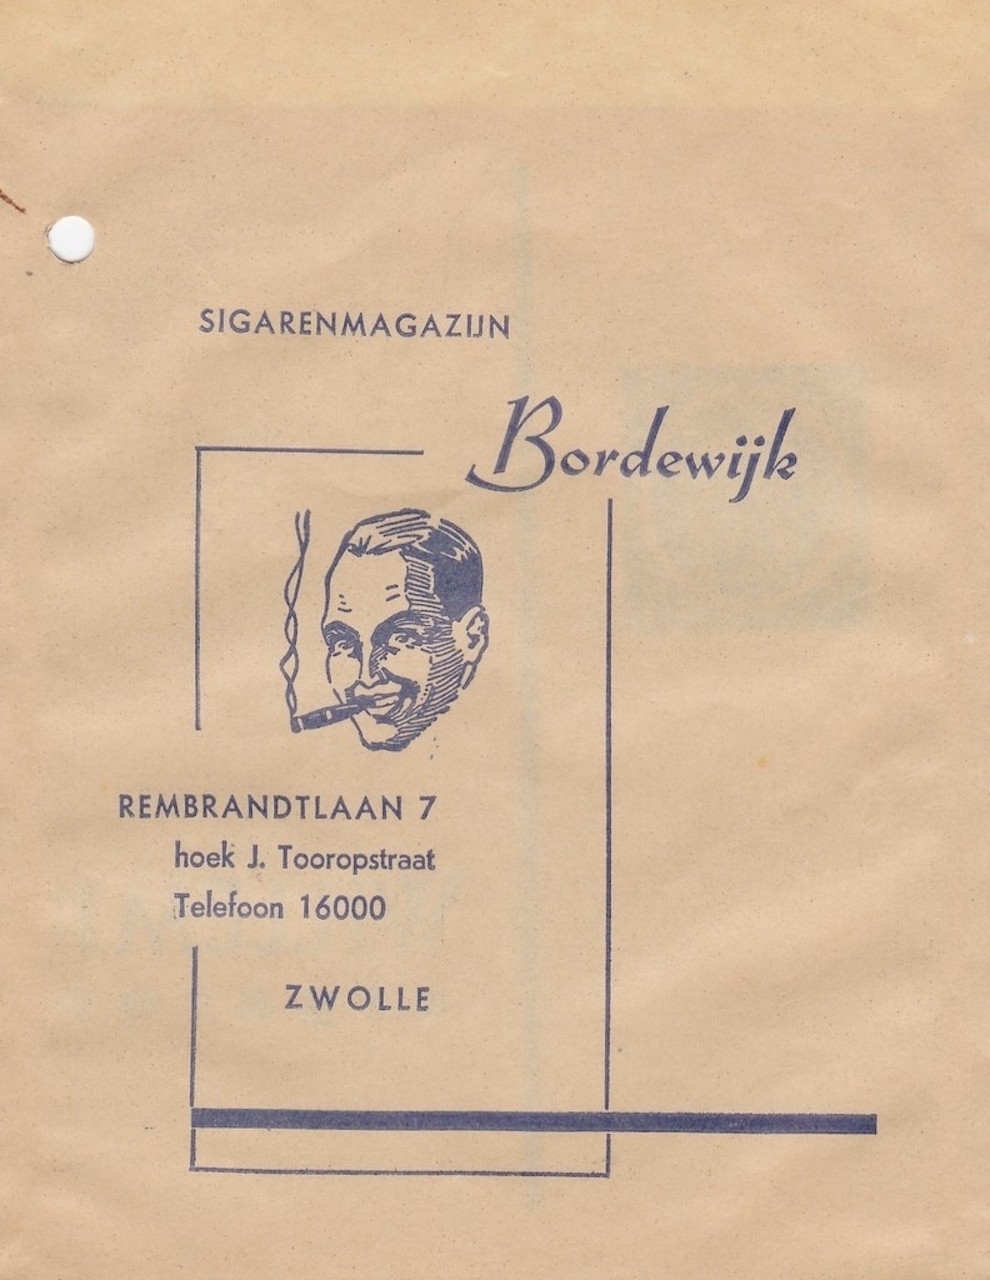 SIGARENMAGAZIJN
Bordewijk
REMBRANDTLAAN 7
hoek J. Tooropstraat
Telefoon 16000
ZWOLLE